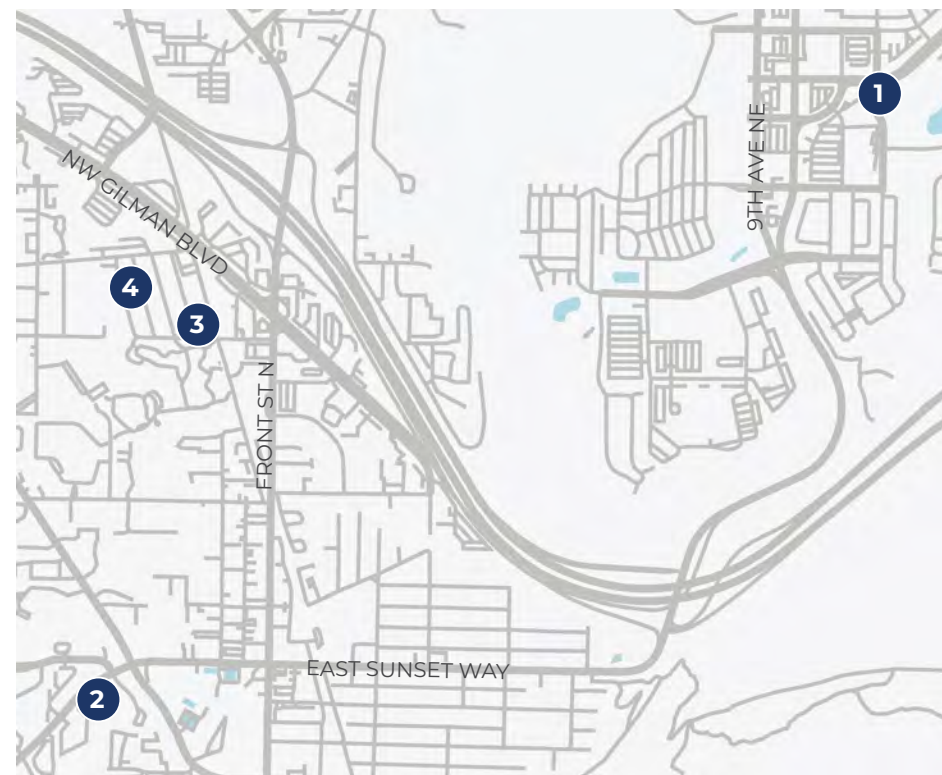 1
9TH AVE NE
NW GILMAN BLVD
4
3
FRONT ST N
EAST SUNSET WAY
2